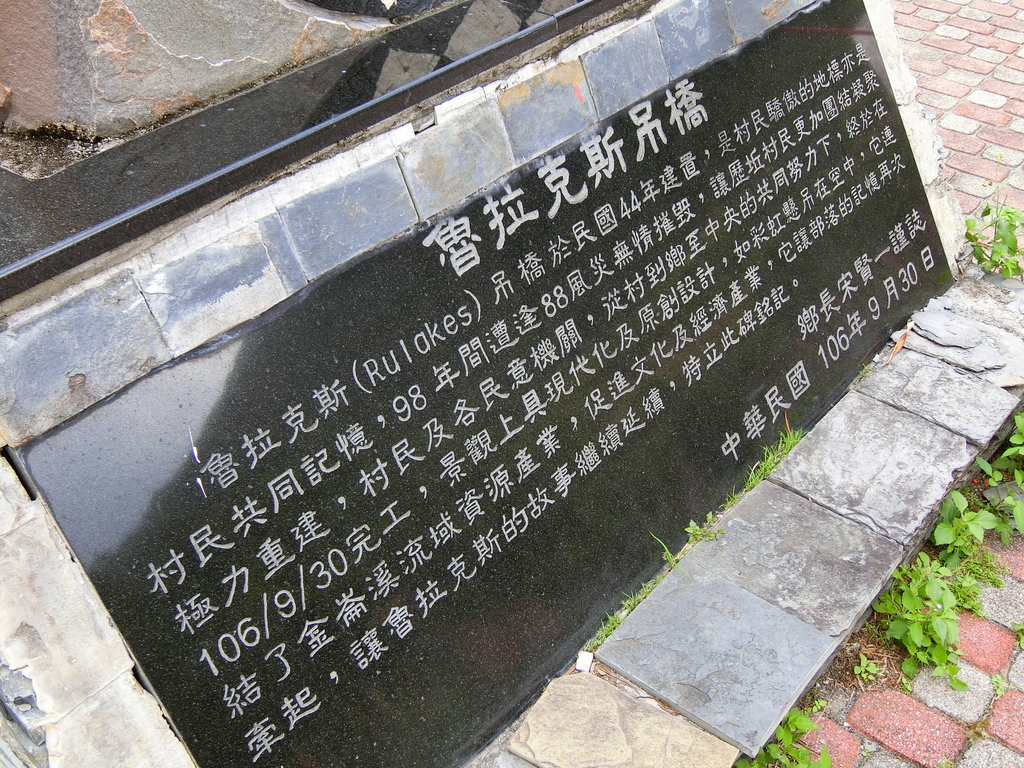 魯拉克斯吊橋
魯拉克斯(Rulakes)吊橋於民國44年建置，是村民驕傲的地標亦是
村民共同記憶，98年間遭逢88風災無情摧毀，讓歷坵村民更加團結凝聚
極力重建，村民及各民意機關，從村到鄉至中央的共同努力下，終於在
106/9/30完工，景觀上具現代化及原創設計，如彩虹懸吊在空中，它連
結了金崙溪流域資源產業，促進文化及經濟產業，它讓部落的記憶再次
牽起，讓魯拉克斯的故事繼續延續，特立此碑銘記。
鄉長宋賢一謹誌
中華民國 106年9月30日